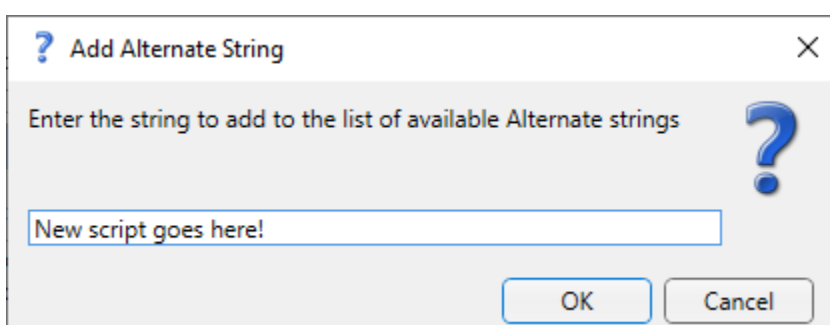 Add Alternate String
Enter the string to add to the list of available Alternate strings
New script goes here!
OK Cancel